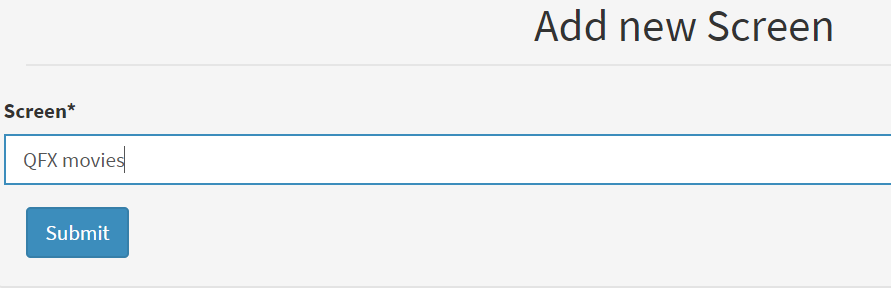 Add new Screen
Screen*
QFX movies
Submit